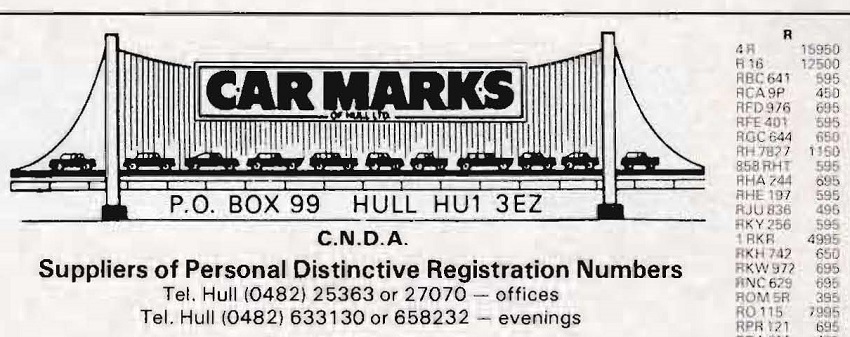 CAR MARKS
OF HULL LTD.
P.O. BOX 99 HULL HU1 3EZ
C.N.D.A.
Suppliers of Personal Distinctive Registration Numbers
Tel. Hull (0482) 25363 or 27070 — offices
Tel. Hull (0482) 633130 or 658232 — evenings
R
4 R 15950
R 16 12500
RBC 641 595
RCA 9P 450
RFD 976 695
RFE 401 595
RGC 644 650
RH 7827 1150
858 RHT 595
RHA 244 695
RHE 197 595
RJU 836 495
RKY 256 595
1 RKR 4995
RKH 742 650
RKW 972 695
RNC 629 695
ROM 5R 395
RO 115 7995
RPR 121 695